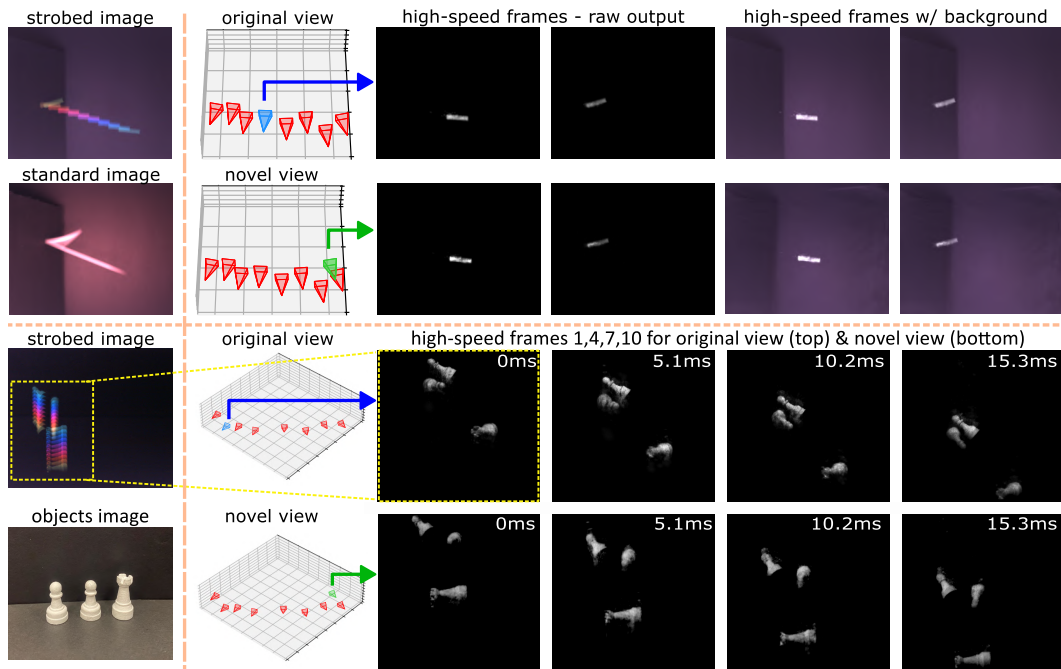 strobed image
original view
high-speed frames - raw output
high-speed frames w/ background
standard image
novel view
strobed image
original view
high-speed frames 1,4,7,10 for original view (top) & novel view (bottom)
0ms
5.1ms
10.2ms
15.3ms
objects image
novel view
0ms
5.1ms
10.2ms
15.3ms